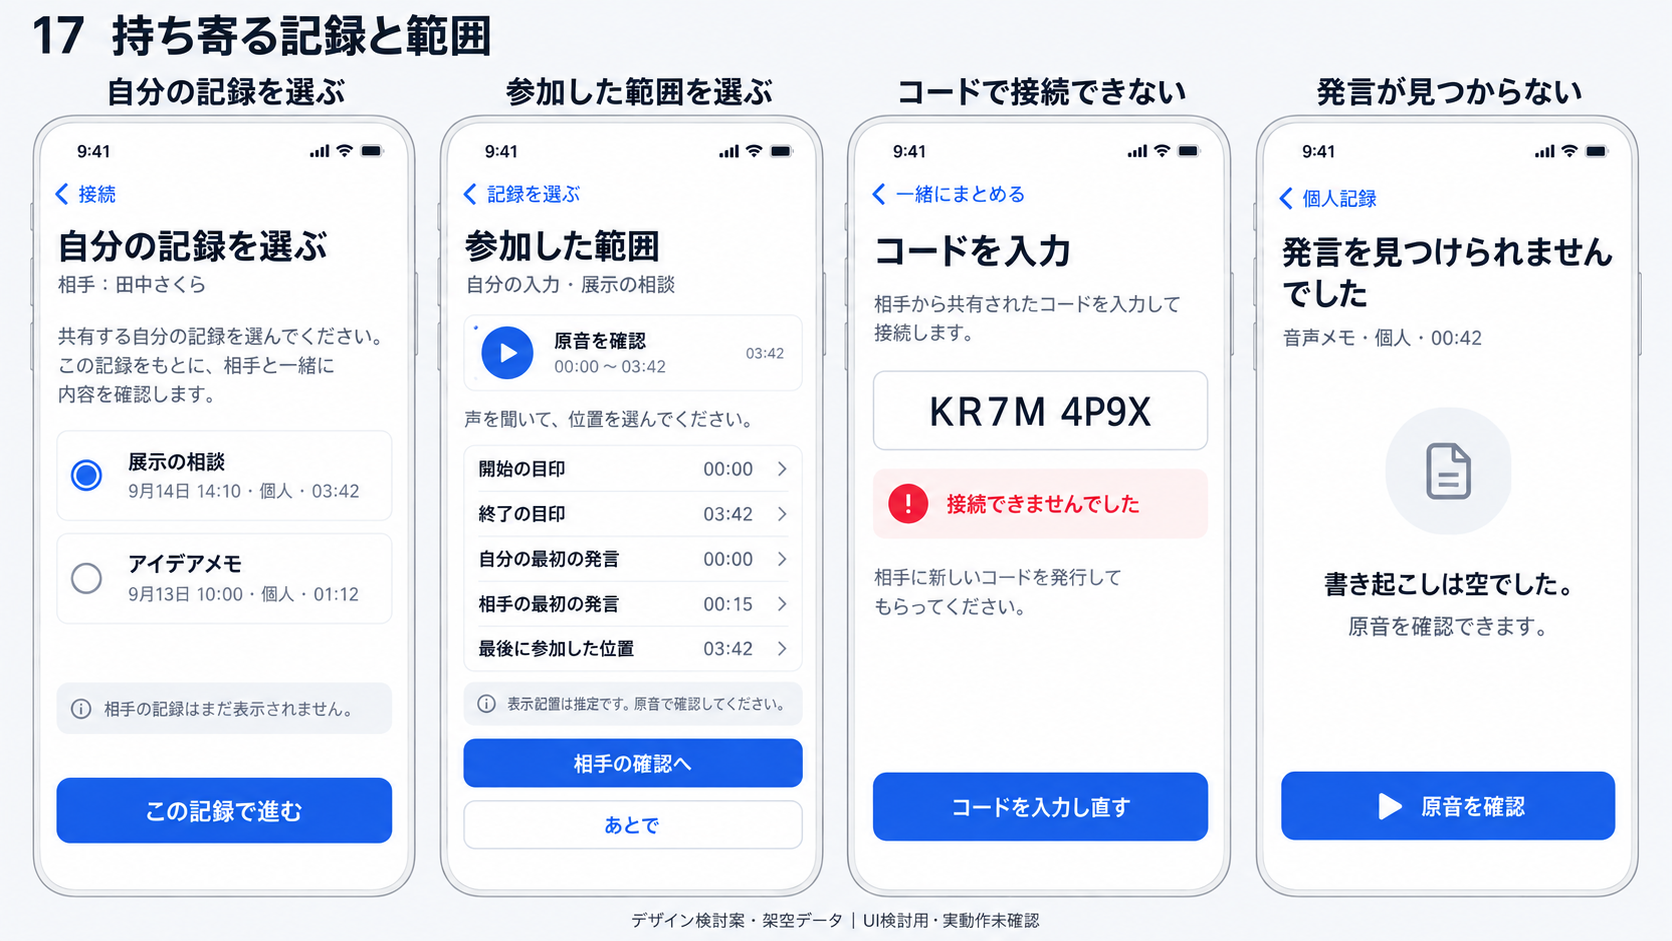 17 持ち寄る記録と範囲
自分の記録を選ぶ
9:41
接続
自分の記録を選ぶ
相手：田中さくら
共有する自分の記録を選んでください。
この記録をもとに、相手と一緒に
内容を確認します。
展示の相談
9月14日 14:10・個人・03:42
アイデアメモ
9月13日 10:00・個人・01:12
相手の記録はまだ表示されません。
この記録で進む
参加した範囲を選ぶ
9:41
記録を選ぶ
参加した範囲
自分の入力・展示の相談
原音を確認
00:00 〜 03:42
03:42
声を聞いて、位置を選んでください。
開始の目印 00:00
終了の目印 03:42
自分の最初の発言 00:00
相手の最初の発言 00:15
最後に参加した位置 03:42
表示記置は推定です。原音で確認してください。
相手の確認へ
あとで
コードで接続できない
9:41
一緒にまとめる
コードを入力
相手から共有されたコードを入力して
接続します。
KR7M 4P9X
接続できませんでした
相手に新しいコードを発行して
もらってください。
コードを入力し直す
発言が見つからない
9:41
個人記録
発言を見つけられません
でした
音声メモ・個人・00:42
書き起こしは空でした。
原音を確認できます。
原音を確認
デザイン検討案・架空データ｜UI検討用・実動作未確認